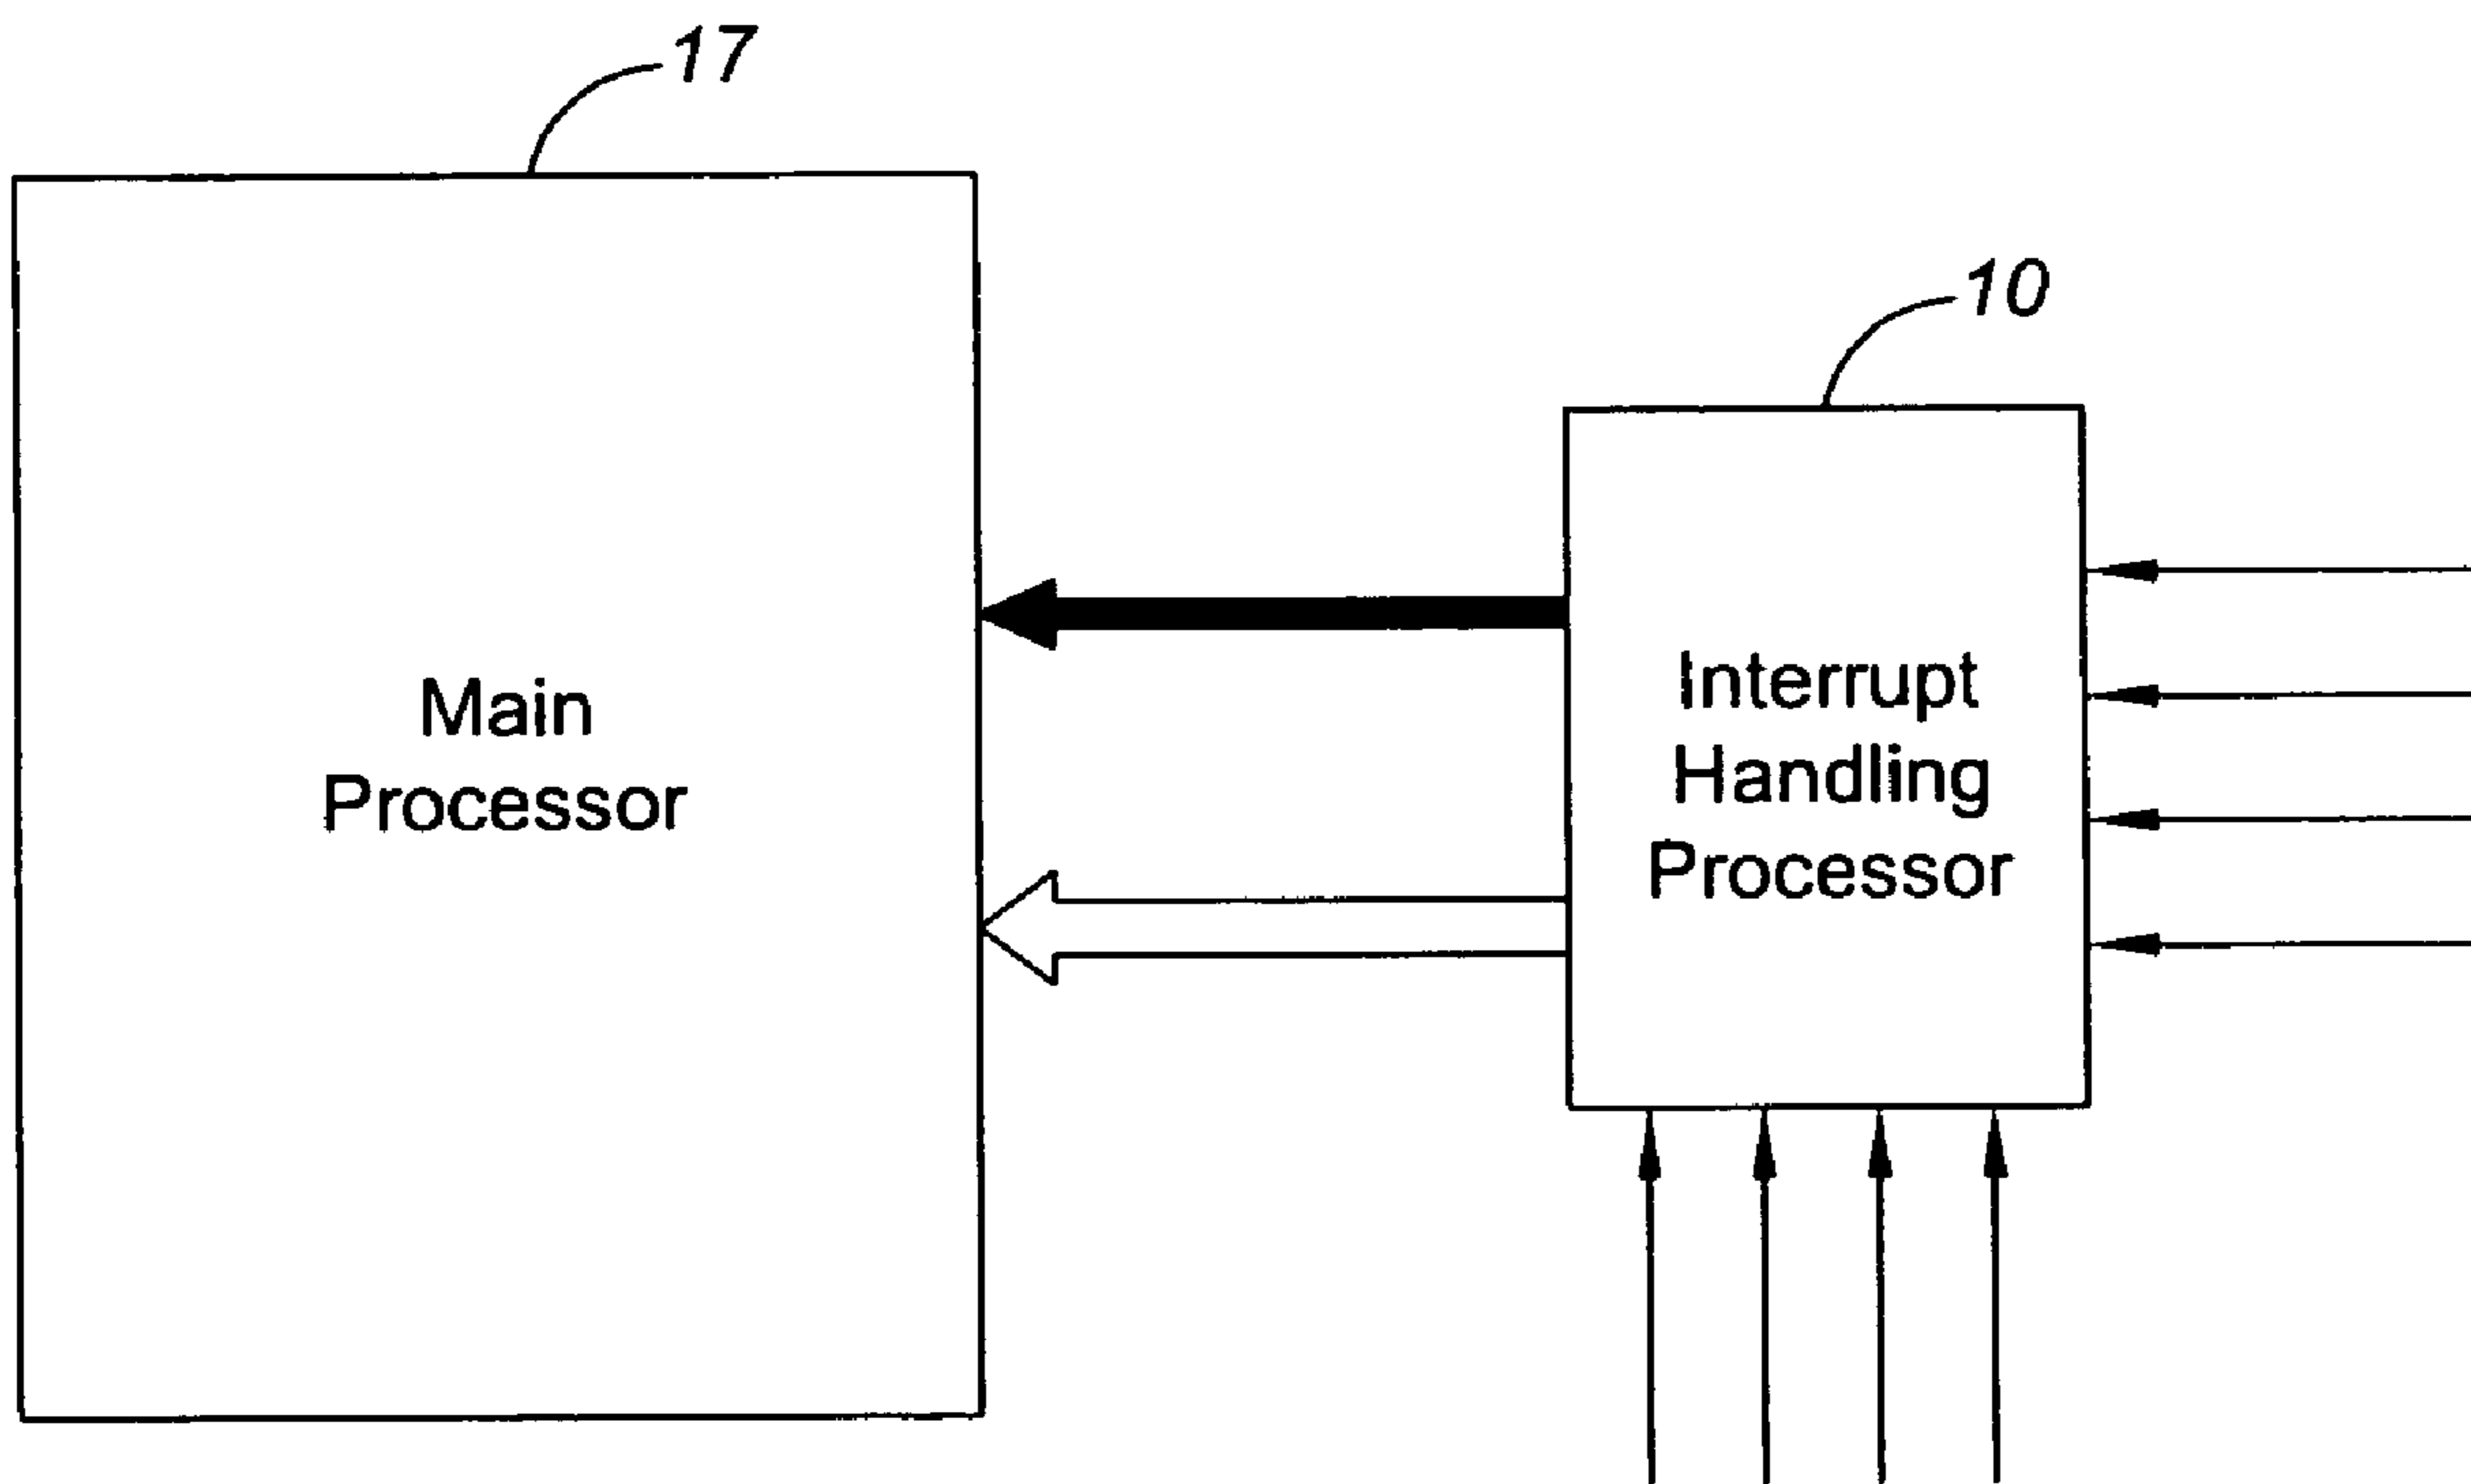 17
10
Main
Processor
Interrupt
Handling
Processor